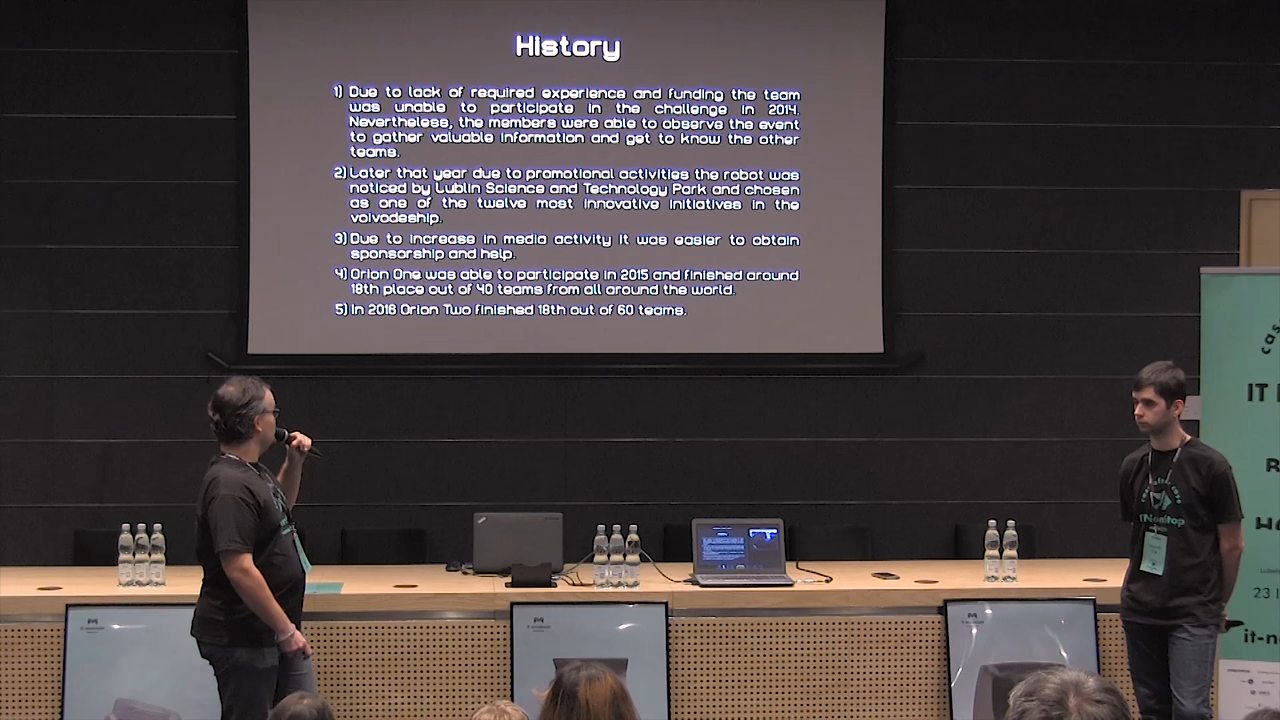 History
1) Due to lack of required experience and funding the team
was unable to participate in the challenge in 2014.
Nevertheless, the members were able to observe the event
to gather valuable information and get to know the other
teams.
2) Later that year due to promotional activities the robot was
noticed by Lublin Science and Technology Park and chosen
as one of the twelve most innovative initiatives in the
voivodeship.
3) Due to increase in media activity it was easier to obtain
sponsorship and help.
4) Orion One was able to participate in 2015 and finished around
18th place out of 40 teams from all around the world.
5) In 2016 Orion Two finished 18th out of 60 teams.
cas
IT
23
it-n